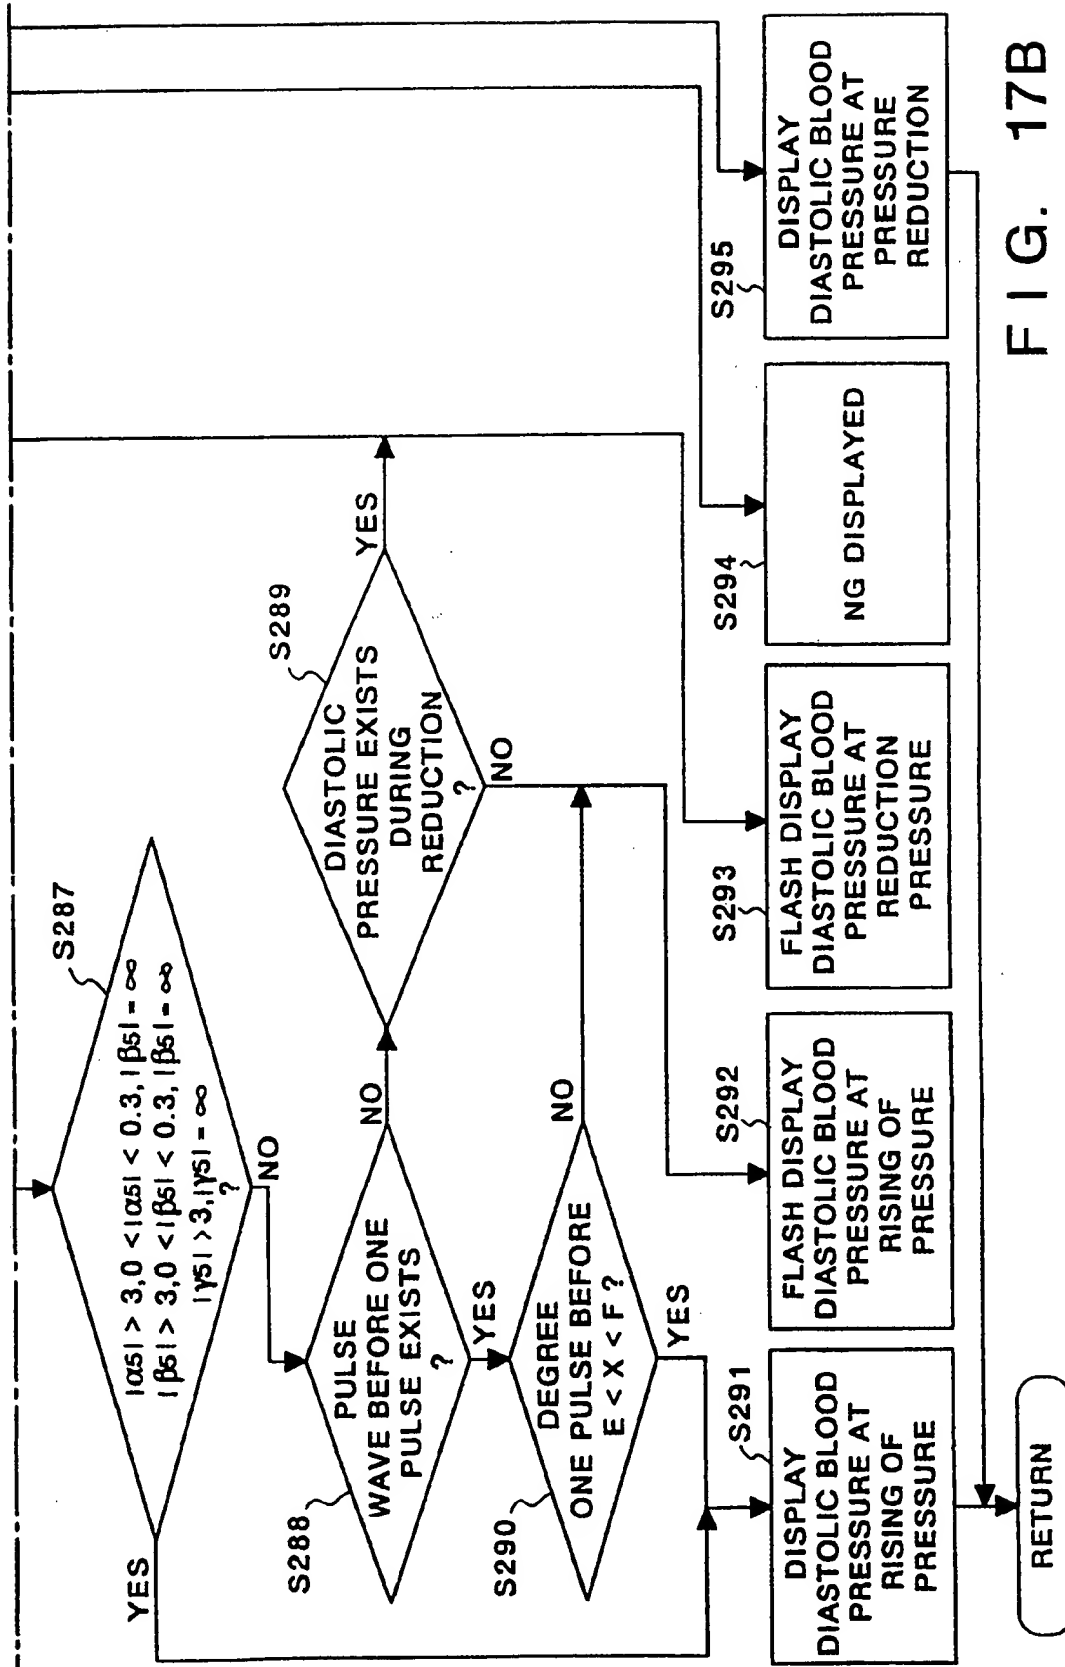 S287
|α5| > 3, 0 < |α5| < 0.3, |β5| = ∞
|β5| > 3, 0 < |β5| < 0.3, |β5| = ∞
|γ5| > 3, |γ5| = ∞
?
YES
NO
S288
PULSE
WAVE BEFORE ONE
PULSE EXISTS
?
NO
YES
S289
DIASTOLIC
PRESSURE EXISTS
DURING
REDUCTION
?
YES
NO
S290
DEGREE
ONE PULSE BEFORE
E < X < F ?
NO
YES
S291
DISPLAY
DIASTOLIC BLOOD
PRESSURE AT
RISING OF
PRESSURE
S292
FLASH DISPLAY
DIASTOLIC BLOOD
PRESSURE AT
RISING OF
PRESSURE
S293
FLASH DISPLAY
DIASTOLIC BLOOD
PRESSURE AT
REDUCTION
PRESSURE
S294
NG DISPLAYED
S295
DISPLAY
DIASTOLIC BLOOD
PRESSURE AT
PRESSURE
REDUCTION
RETURN
FIG. 17B